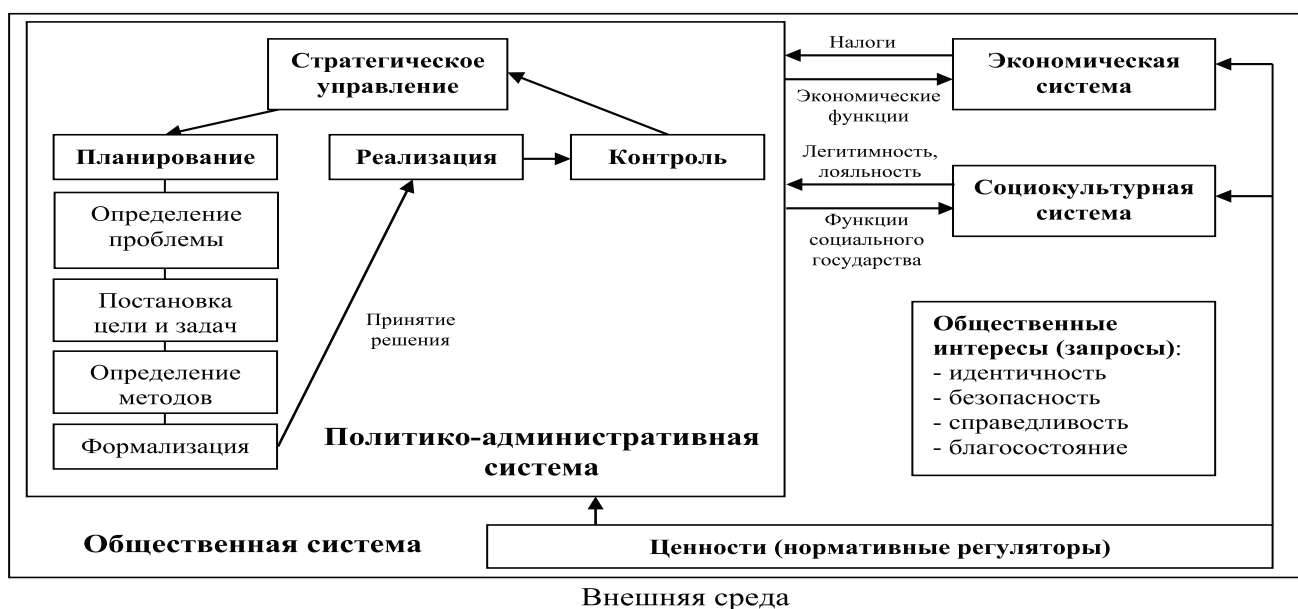 Стратегическое
управление
Планирование
Реализация
Контроль
Определение
проблемы
Постановка
цели и задач
Определение
методов
Формализация
Принятие
решения
Политико-административная
система
Налоги
Экономические
функции
Экономическая
система
Легитимность,
лояльность
Функции
социального
государства
Социокультурная
система
Общественные
интересы (запросы):
- идентичность
- безопасность
- справедливость
- благосостояние
Общественная система
Ценности (нормативные регуляторы)
Внешняя среда